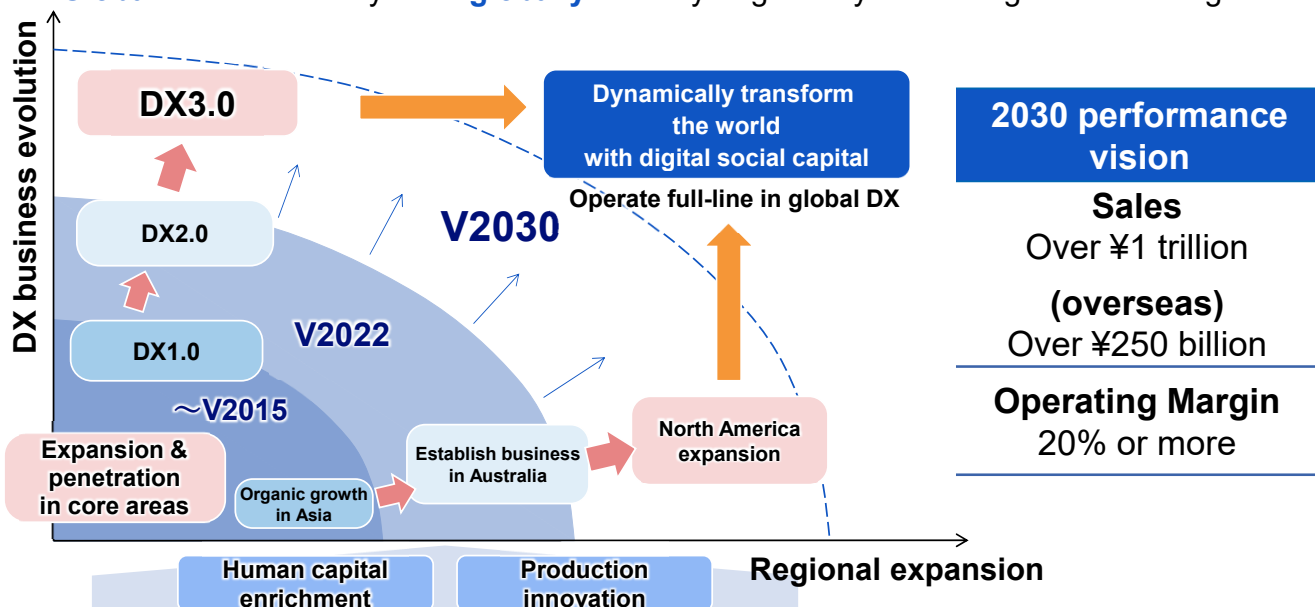 DX business evolution
DX3.0
Dynamically transform
the world
with digital social capital
Operate full-line in global DX
DX2.0
V2030
DX1.0
V2022
～V2015
Expansion &
penetration
in core areas
Organic growth
in Asia
Establish business
in Australia
North America
expansion
Human capital
enrichment
Production
innovation
Regional expansion
2030 performance
vision
Sales
Over ¥1 trillion
(overseas)
Over ¥250 billion
Operating Margin
20% or more